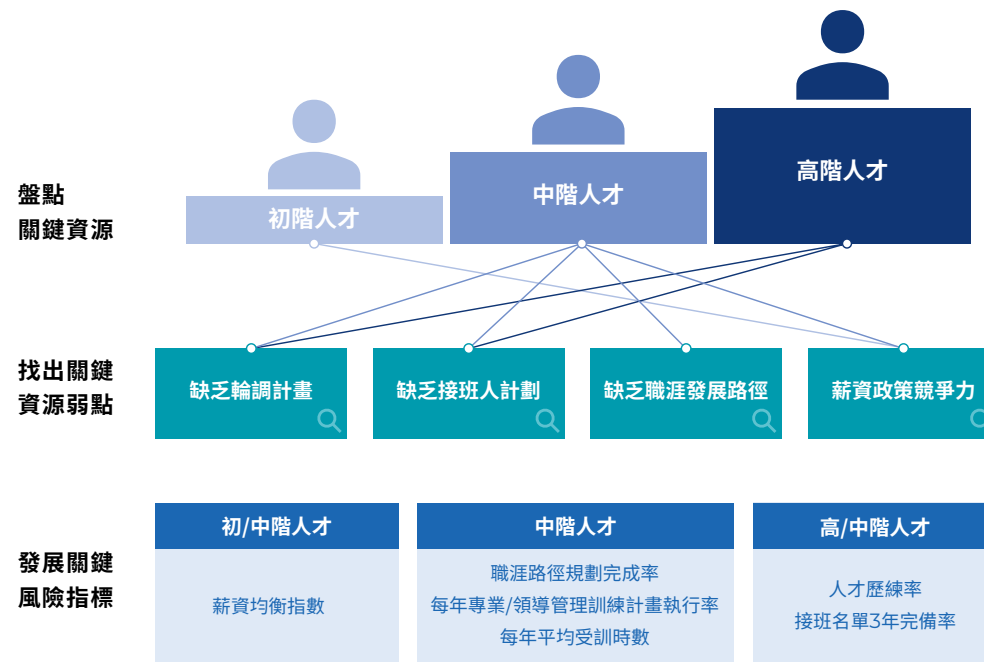 盤點
關鍵資源
初階人才
中階人才
高階人才
找出關鍵
資源弱點
缺乏輪調計畫
缺乏接班人計劃
缺乏職涯發展路徑
薪資政策競爭力
發展關鍵
風險指標
初/中階人才
薪資均衡指數
中階人才
職涯路徑規劃完成率
每年專業/領導管理訓練計畫執行率
每年平均受訓時數
高/中階人才
人才歷練率
接班名單3年完備率